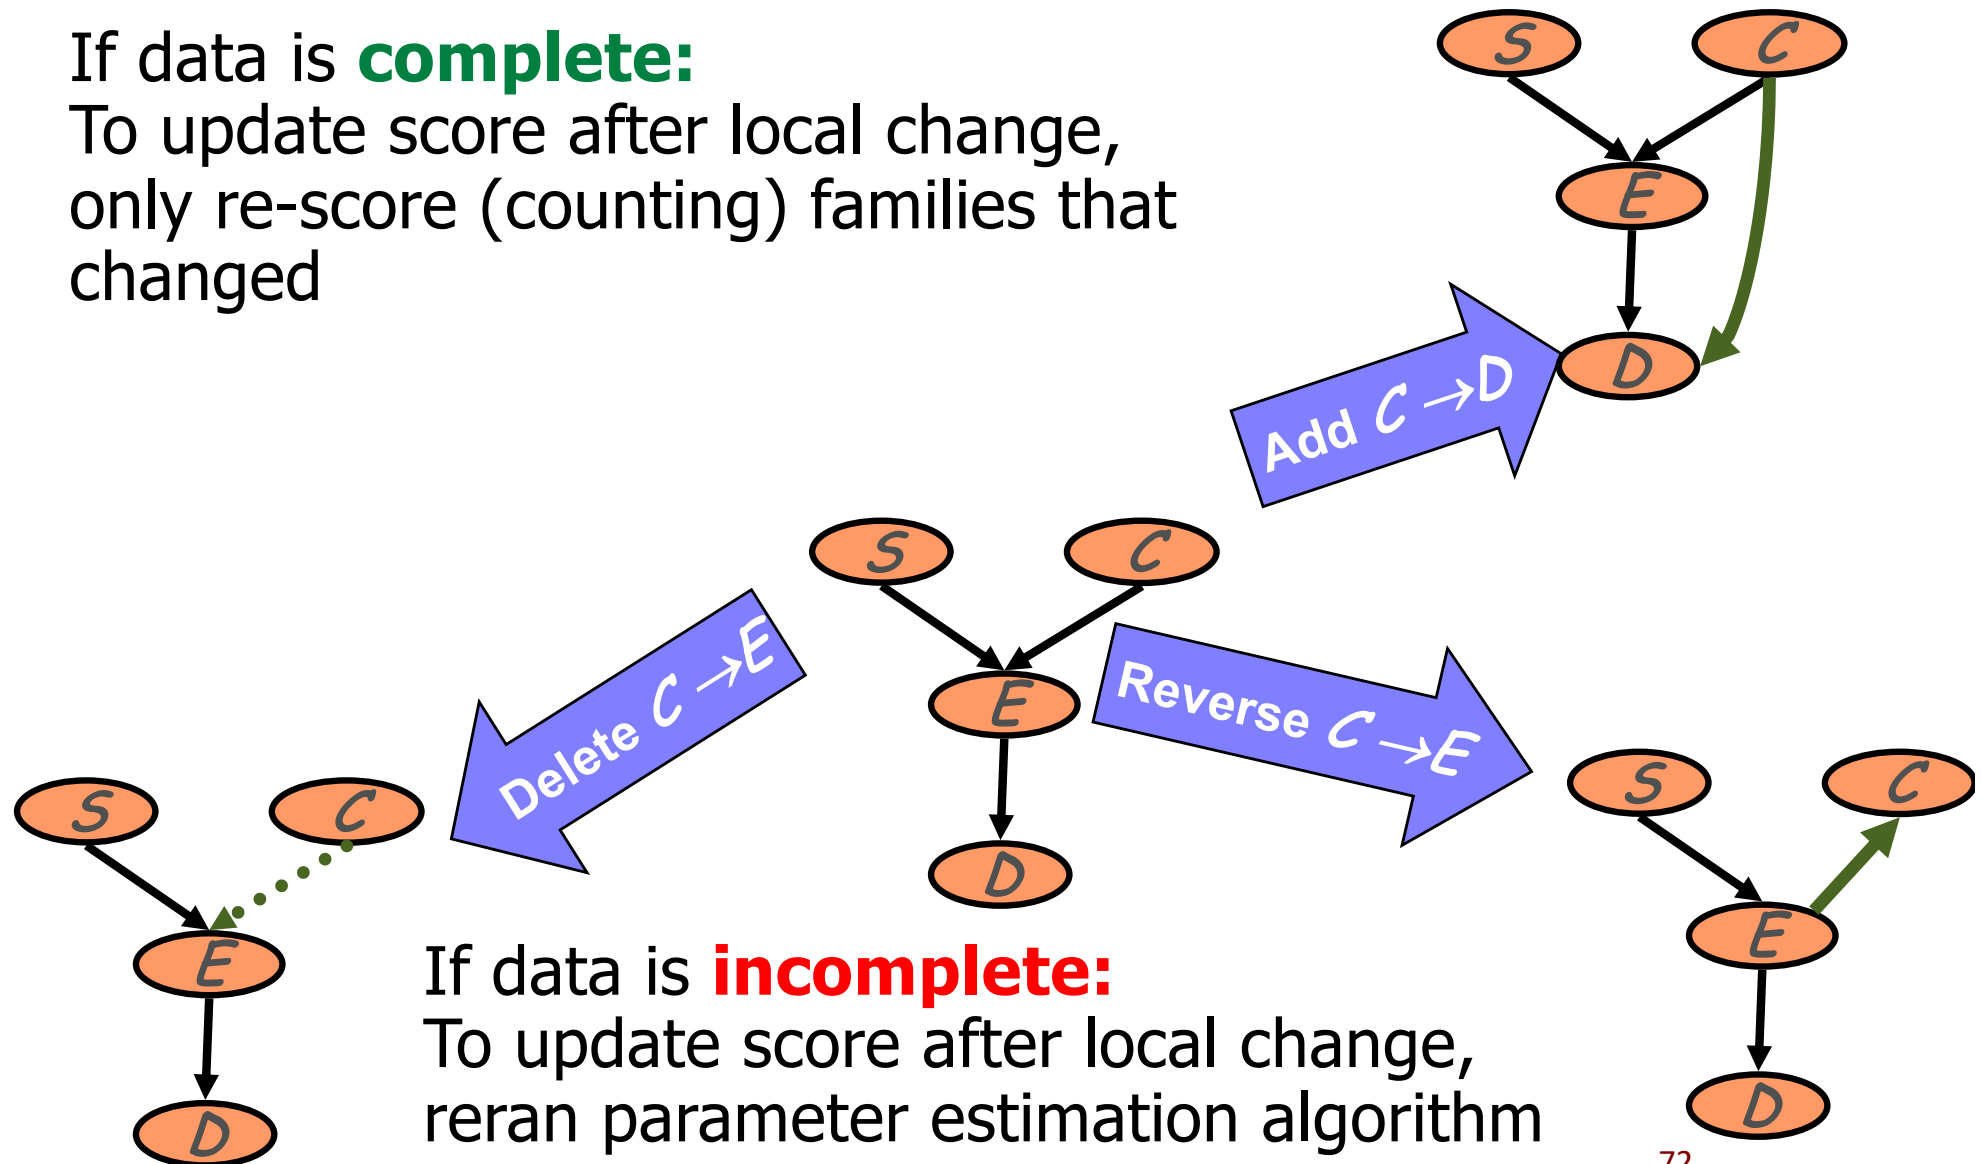 If data is complete:
To update score after local change,
only re-score (counting) families that
changed
S C
E
D
Add C →D
S C
E
D
Delete C →E
Reverse C →E
S C
E
D
S C
E
D
If data is incomplete:
To update score after local change,
reran parameter estimation algorithm
72